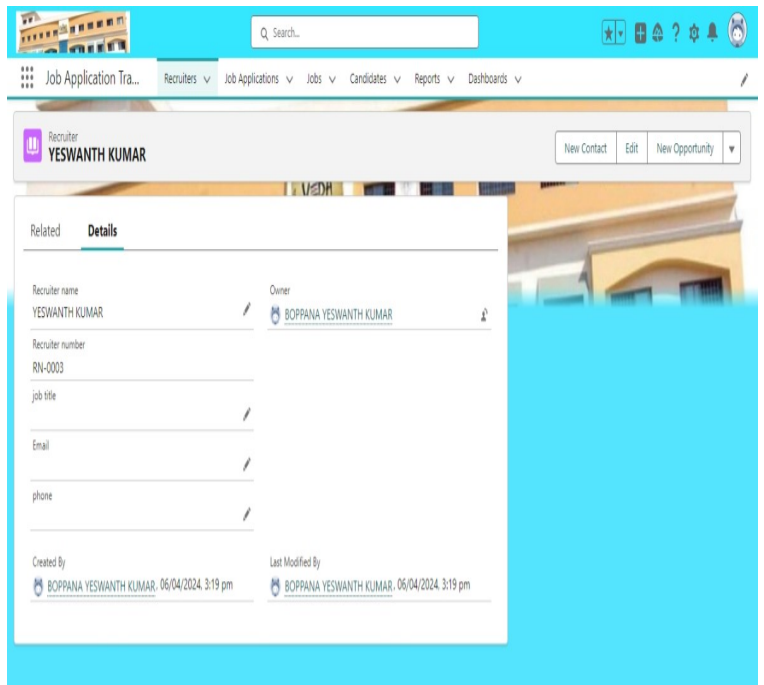 Search...
Job Application Tra... Recruiters Job Applications Jobs Candidates Reports Dashboards
Recruiter
YESWANTH KUMAR
New Contact Edit New Opportunity
VEDH
Related Details
Recruiter name
YESWANTH KUMAR
Owner
BOPPANA YESWANTH KUMAR
Recruiter number
RN-0003
job title
Email
phone
Created By
BOPPANA YESWANTH KUMAR, 06/04/2024, 3:19 pm
Last Modified By
BOPPANA YESWANTH KUMAR, 06/04/2024, 3:19 pm